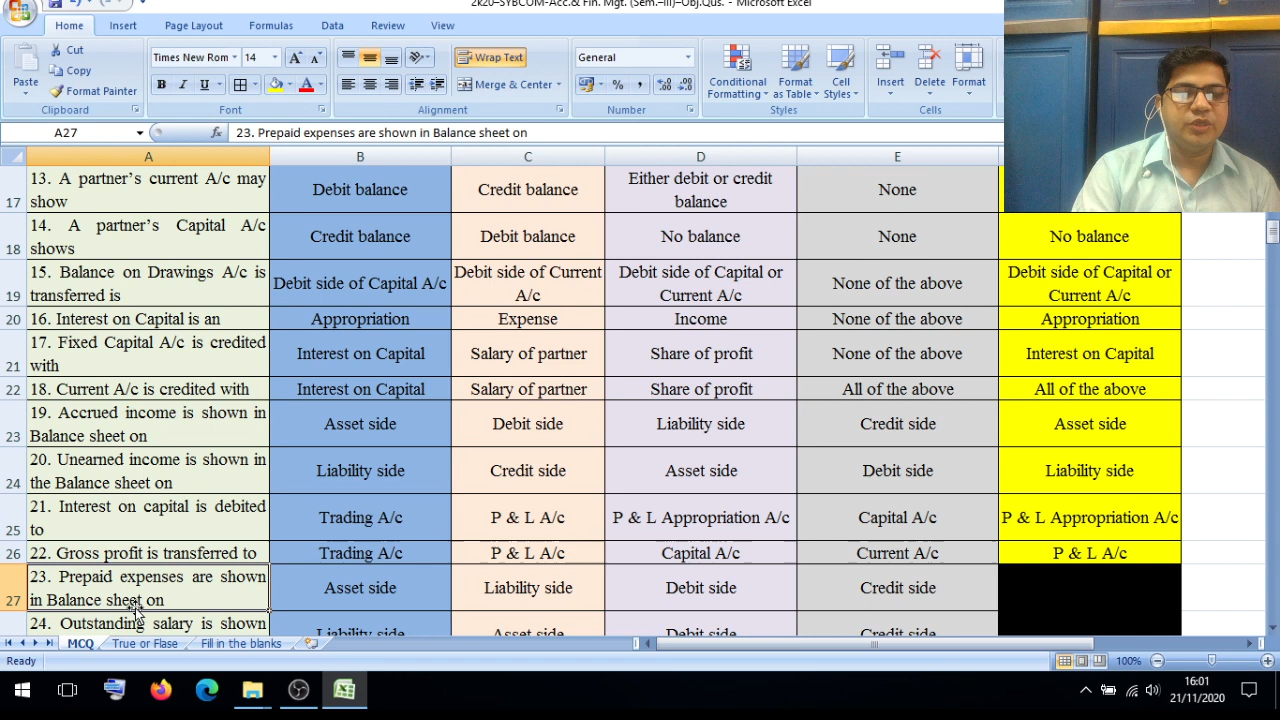 2k20-SYBCOM-Acc.& Fin. Mgt. (Sem.-III)-Obj.Qus. - Microsoft Excel
Home Insert Page Layout Formulas Data Review View
Paste Cut Copy Format Painter
Times New Rom 14
B I U
Wrap Text
Merge & Center
General
% ,
Conditional Formatting Format as Table Cell Styles
Insert Delete Format
Clipboard Font Alignment Number Styles Cells
A27 fx 23. Prepaid expenses are shown in Balance sheet on
A B C D E
17 13. A partner's current A/c may
show Debit balance Credit balance Either debit or credit
balance None
18 14. A partner's Capital A/c
shows Credit balance Debit balance No balance None No balance
19 15. Balance on Drawings A/c is
transferred is Debit side of Capital A/c Debit side of Current
A/c Debit side of Capital or
Current A/c None of the above Debit side of Capital or
Current A/c
20 16. Interest on Capital is an Appropriation Expense Income None of the above Appropriation
21 17. Fixed Capital A/c is credited
with Interest on Capital Salary of partner Share of profit None of the above Interest on Capital
22 18. Current A/c is credited with Interest on Capital Salary of partner Share of profit All of the above All of the above
23 19. Accrued income is shown in
Balance sheet on Asset side Debit side Liability side Credit side Asset side
24 20. Unearned income is shown in
the Balance sheet on Liability side Credit side Asset side Debit side Liability side
25 21. Interest on capital is debited
to Trading A/c P & L A/c P & L Appropriation A/c Capital A/c P & L Appropriation A/c
26 22. Gross profit is transferred to Trading A/c P & L A/c Capital A/c Current A/c P & L A/c
27 23. Prepaid expenses are shown
in Balance sheet on Asset side Liability side Debit side Credit side
24. Outstanding salary is shown Liability side Asset side Debit side Credit side
MCQ True or Flase Fill in the blanks
Ready 100%
16:01
21/11/2020